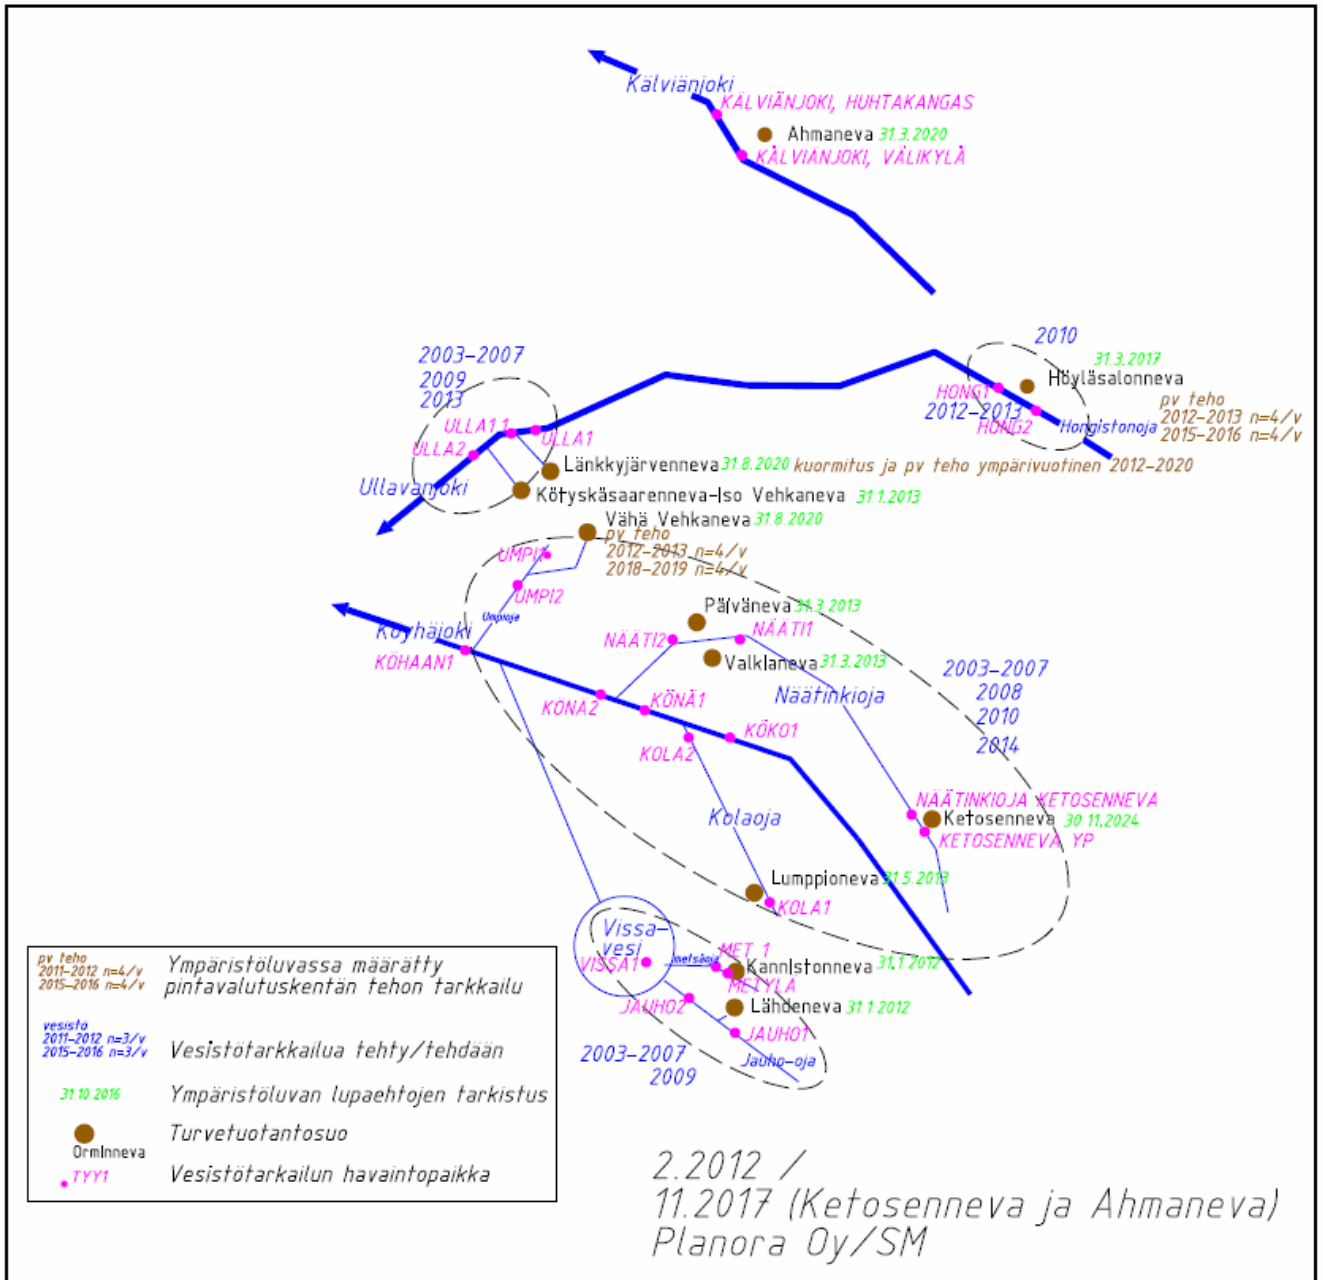 Kälviänjoki
KÄLVIÄNJOKI, HUHTAKANGAS
Ahmaneva 31.3.2020
KÄLVIÄNJOKI, VÄLIKYLÄ
2010
31.3.2017
Höyläsalonneva
HONG1
2012-2013
HONG2
Hongistonoja
pv teho
2012-2013 n=4/v
2015-2016 n=4/v
2003-2007
2009
2013
ULLA1.1
ULLA1
ULLA2
Ullavanjoki
Länkkyjärvenneva 31.8.2020 kuormitus ja pv teho ympärivuotinen 2012-2020
Kötyskäsaarenneva-Iso Vehkaneva 31.1.2013
Vähä Vehkaneva 31.8.2020
pv teho
2012-2013 n=4/v
2018-2019 n=4/v
UMPI1
UMPI2
Umpioja
Köyhäjoki
KÖHAAN1
Päiväneva 31.3.2013
NÄÄTI2
NÄÄTI1
Valklaneva 31.3.2013
Näätinkioja
2003-2007
2008
2010
2014
KÖNÄ2
KÖNÄ1
KÖKO1
KOLA2
Kolaoja
NÄÄTINKIOJA KETOSENNEVA
Ketosenneva 30.11.2024
KETOSENNEVA YP
Lumppioneva 31.5.2013
KOLA1
Vissa-
vesi
VISSA1
metsäoja
MET 1
Kannistonneva 31.1.2012
METYLÄ
JAUHO2
Lähdeneva 31.1.2012
JAUHO1
Jauho-oja
2003-2007
2009
pv teho
2011-2012 n=4/v
2015-2016 n=4/v
Ympäristöluvassa määrätty
pintavalutuskentän tehon tarkkailu
vesistö
2011-2012 n=3/v
2015-2016 n=3/v
Vesistötarkkailua tehty/tehdään
31.10.2016
Ympäristöluvan lupaehtojen tarkistus
Orminneva
Turvetuotantosuo
TYY1
Vesistötarkailun havaintopaikka
2.2012 /
11.2017 (Ketosenneva ja Ahmaneva)
Planora Oy/SM